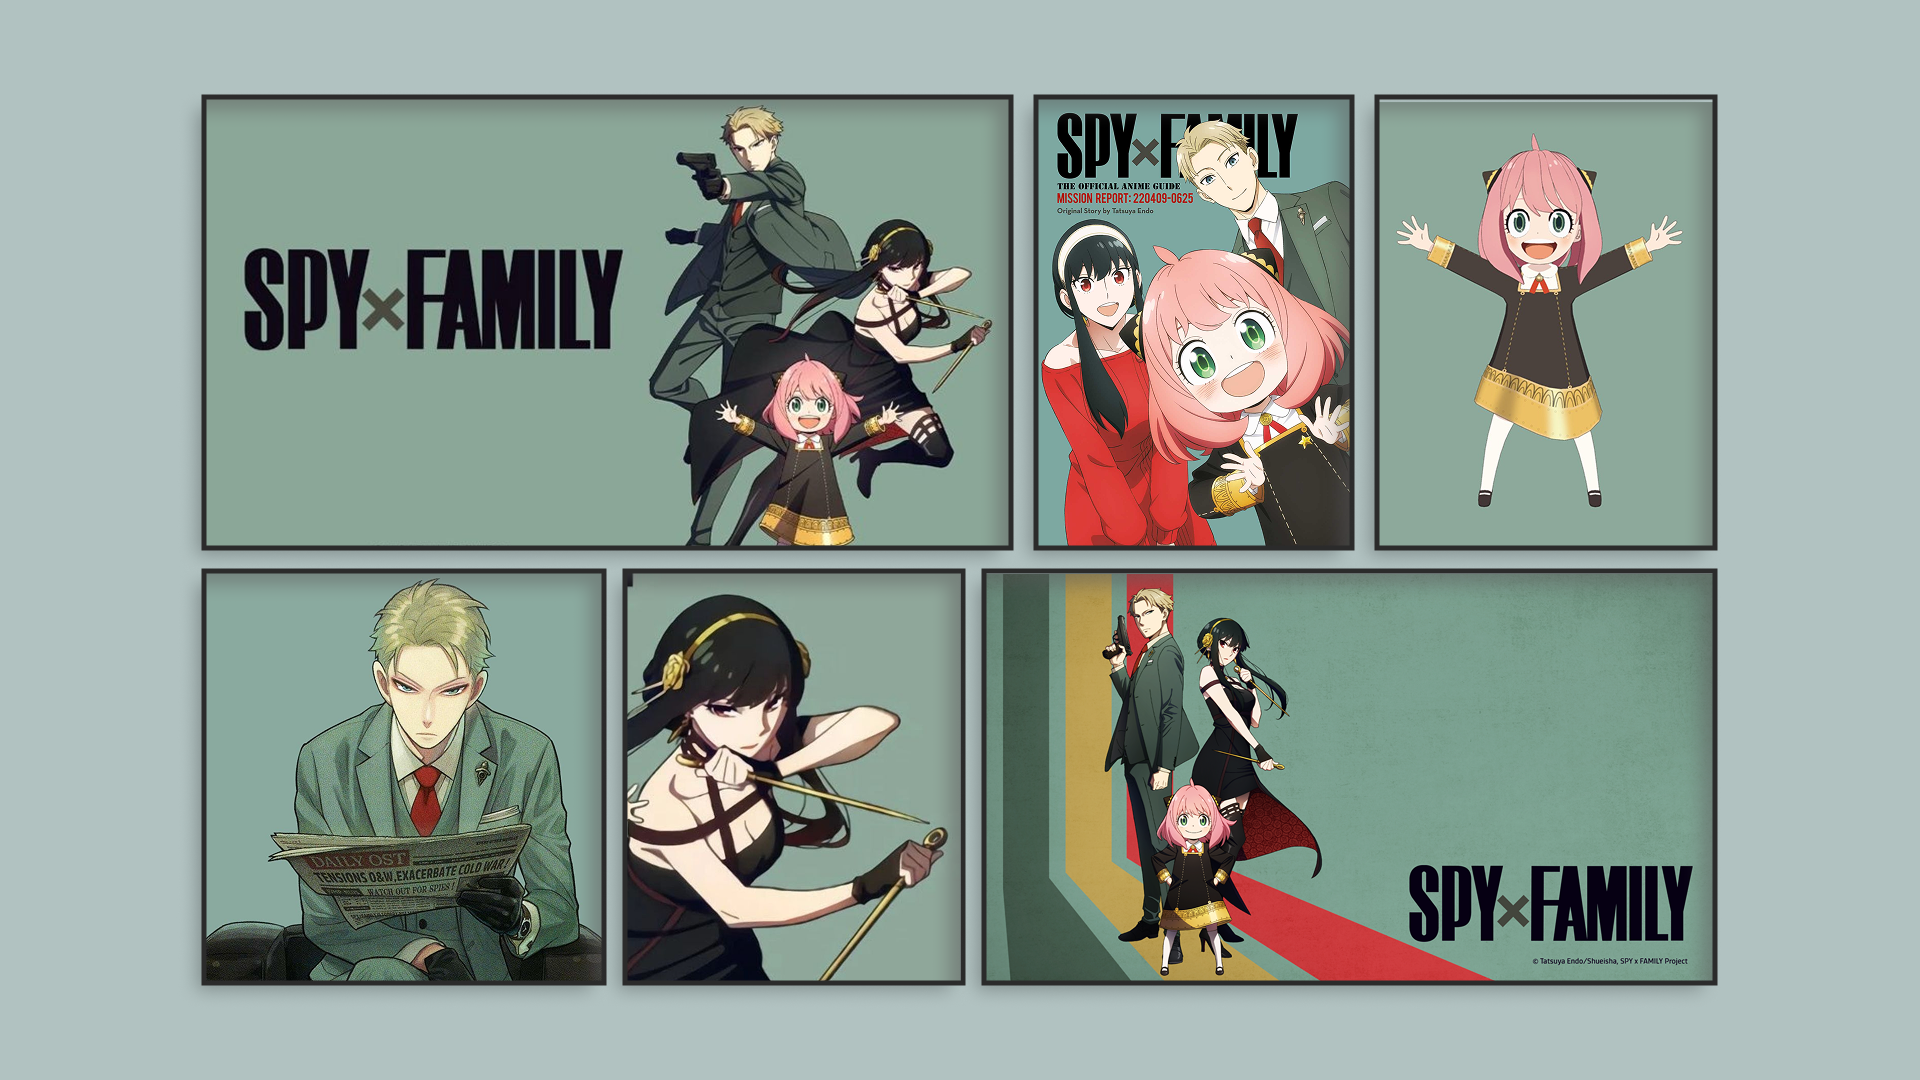 SPY×FAMILY
SPY×FAMILY
THE OFFICIAL ANIME GUIDE
MISSION REPORT: 220409-0625
Original Story by Tatsuya Endo
DAILY OST
TENSIONS O&W, EXACERBATE COLD WAR!
WATCH OUT FOR SPIES!
SPY×FAMILY
© Tatsuya Endo/Shueisha, SPY x FAMILY Project